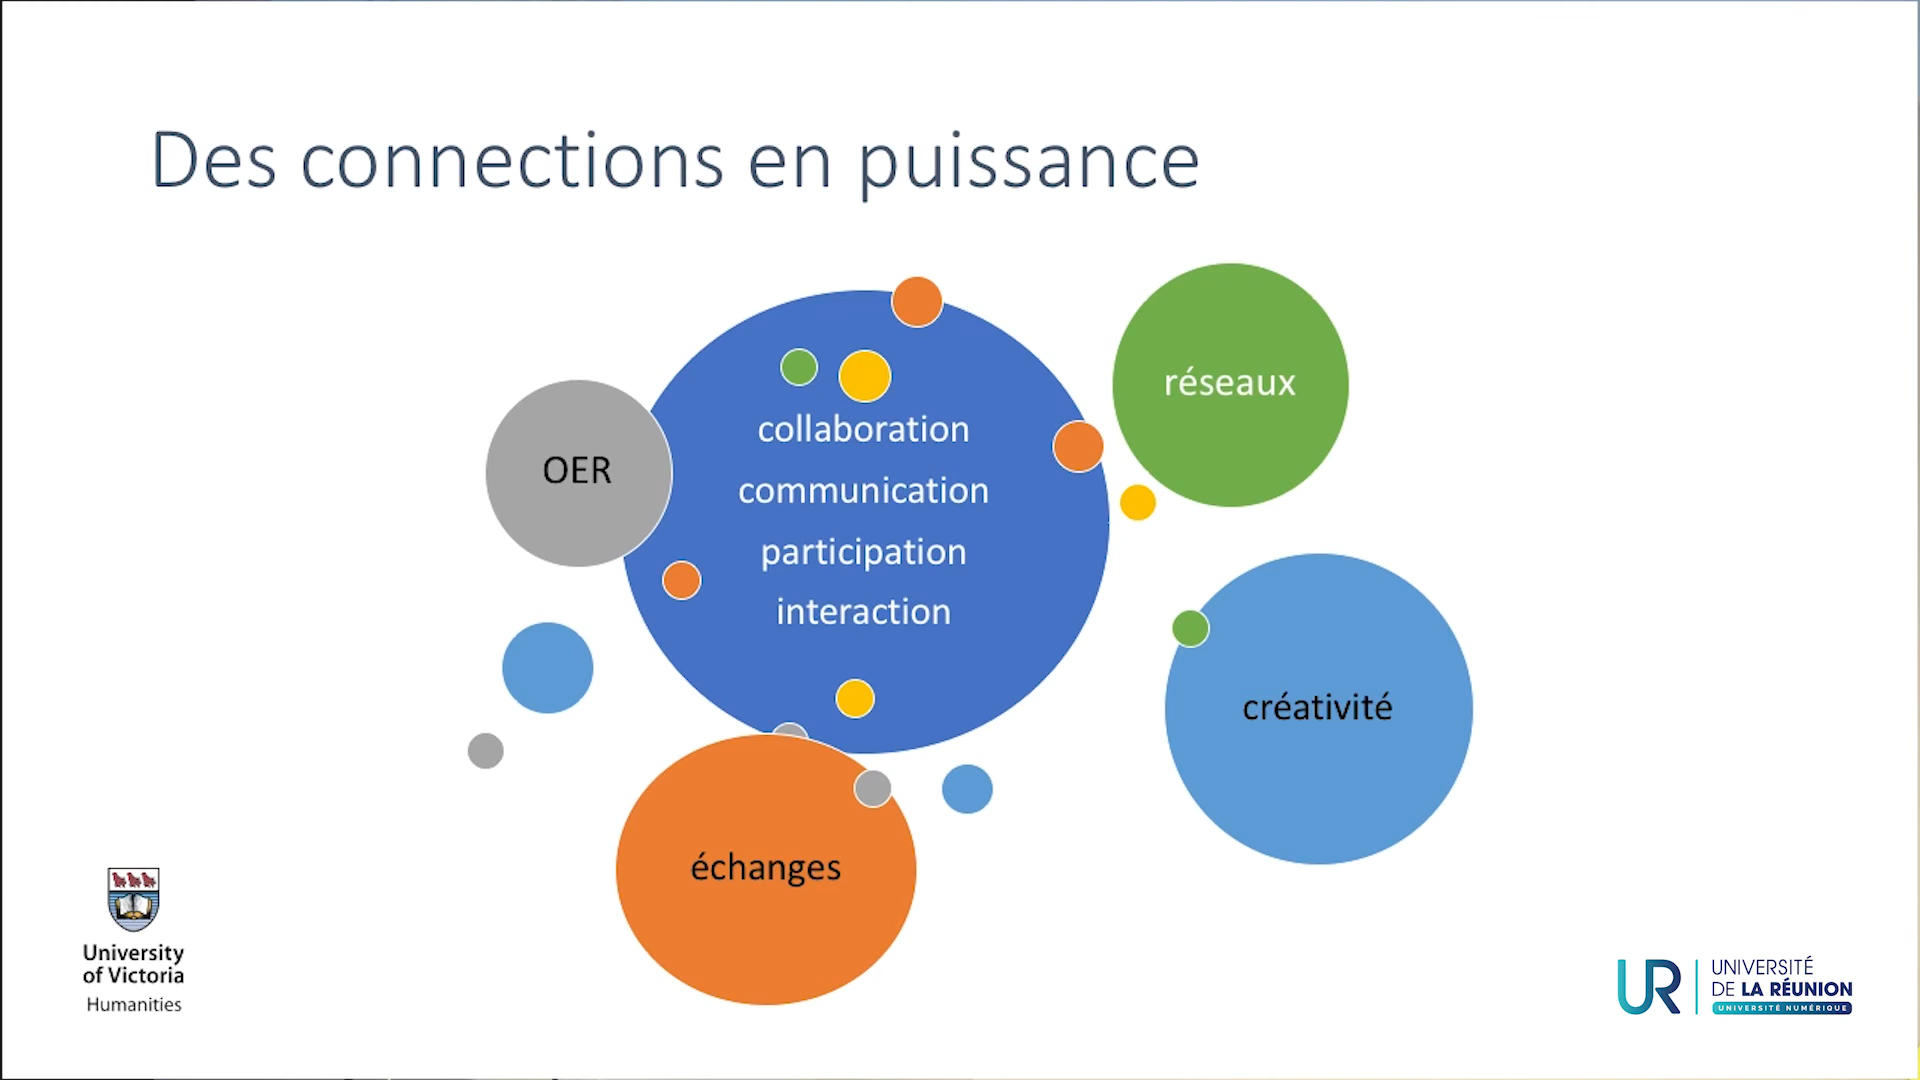 Des connections en puissance
réseaux
collaboration
OER
communication
participation
interaction
créativité
échanges
University
of Victoria
Humanities
UR
UNIVERSITÉ
DE LA RÉUNION
UNIVERSITÉ NUMÉRIQUE